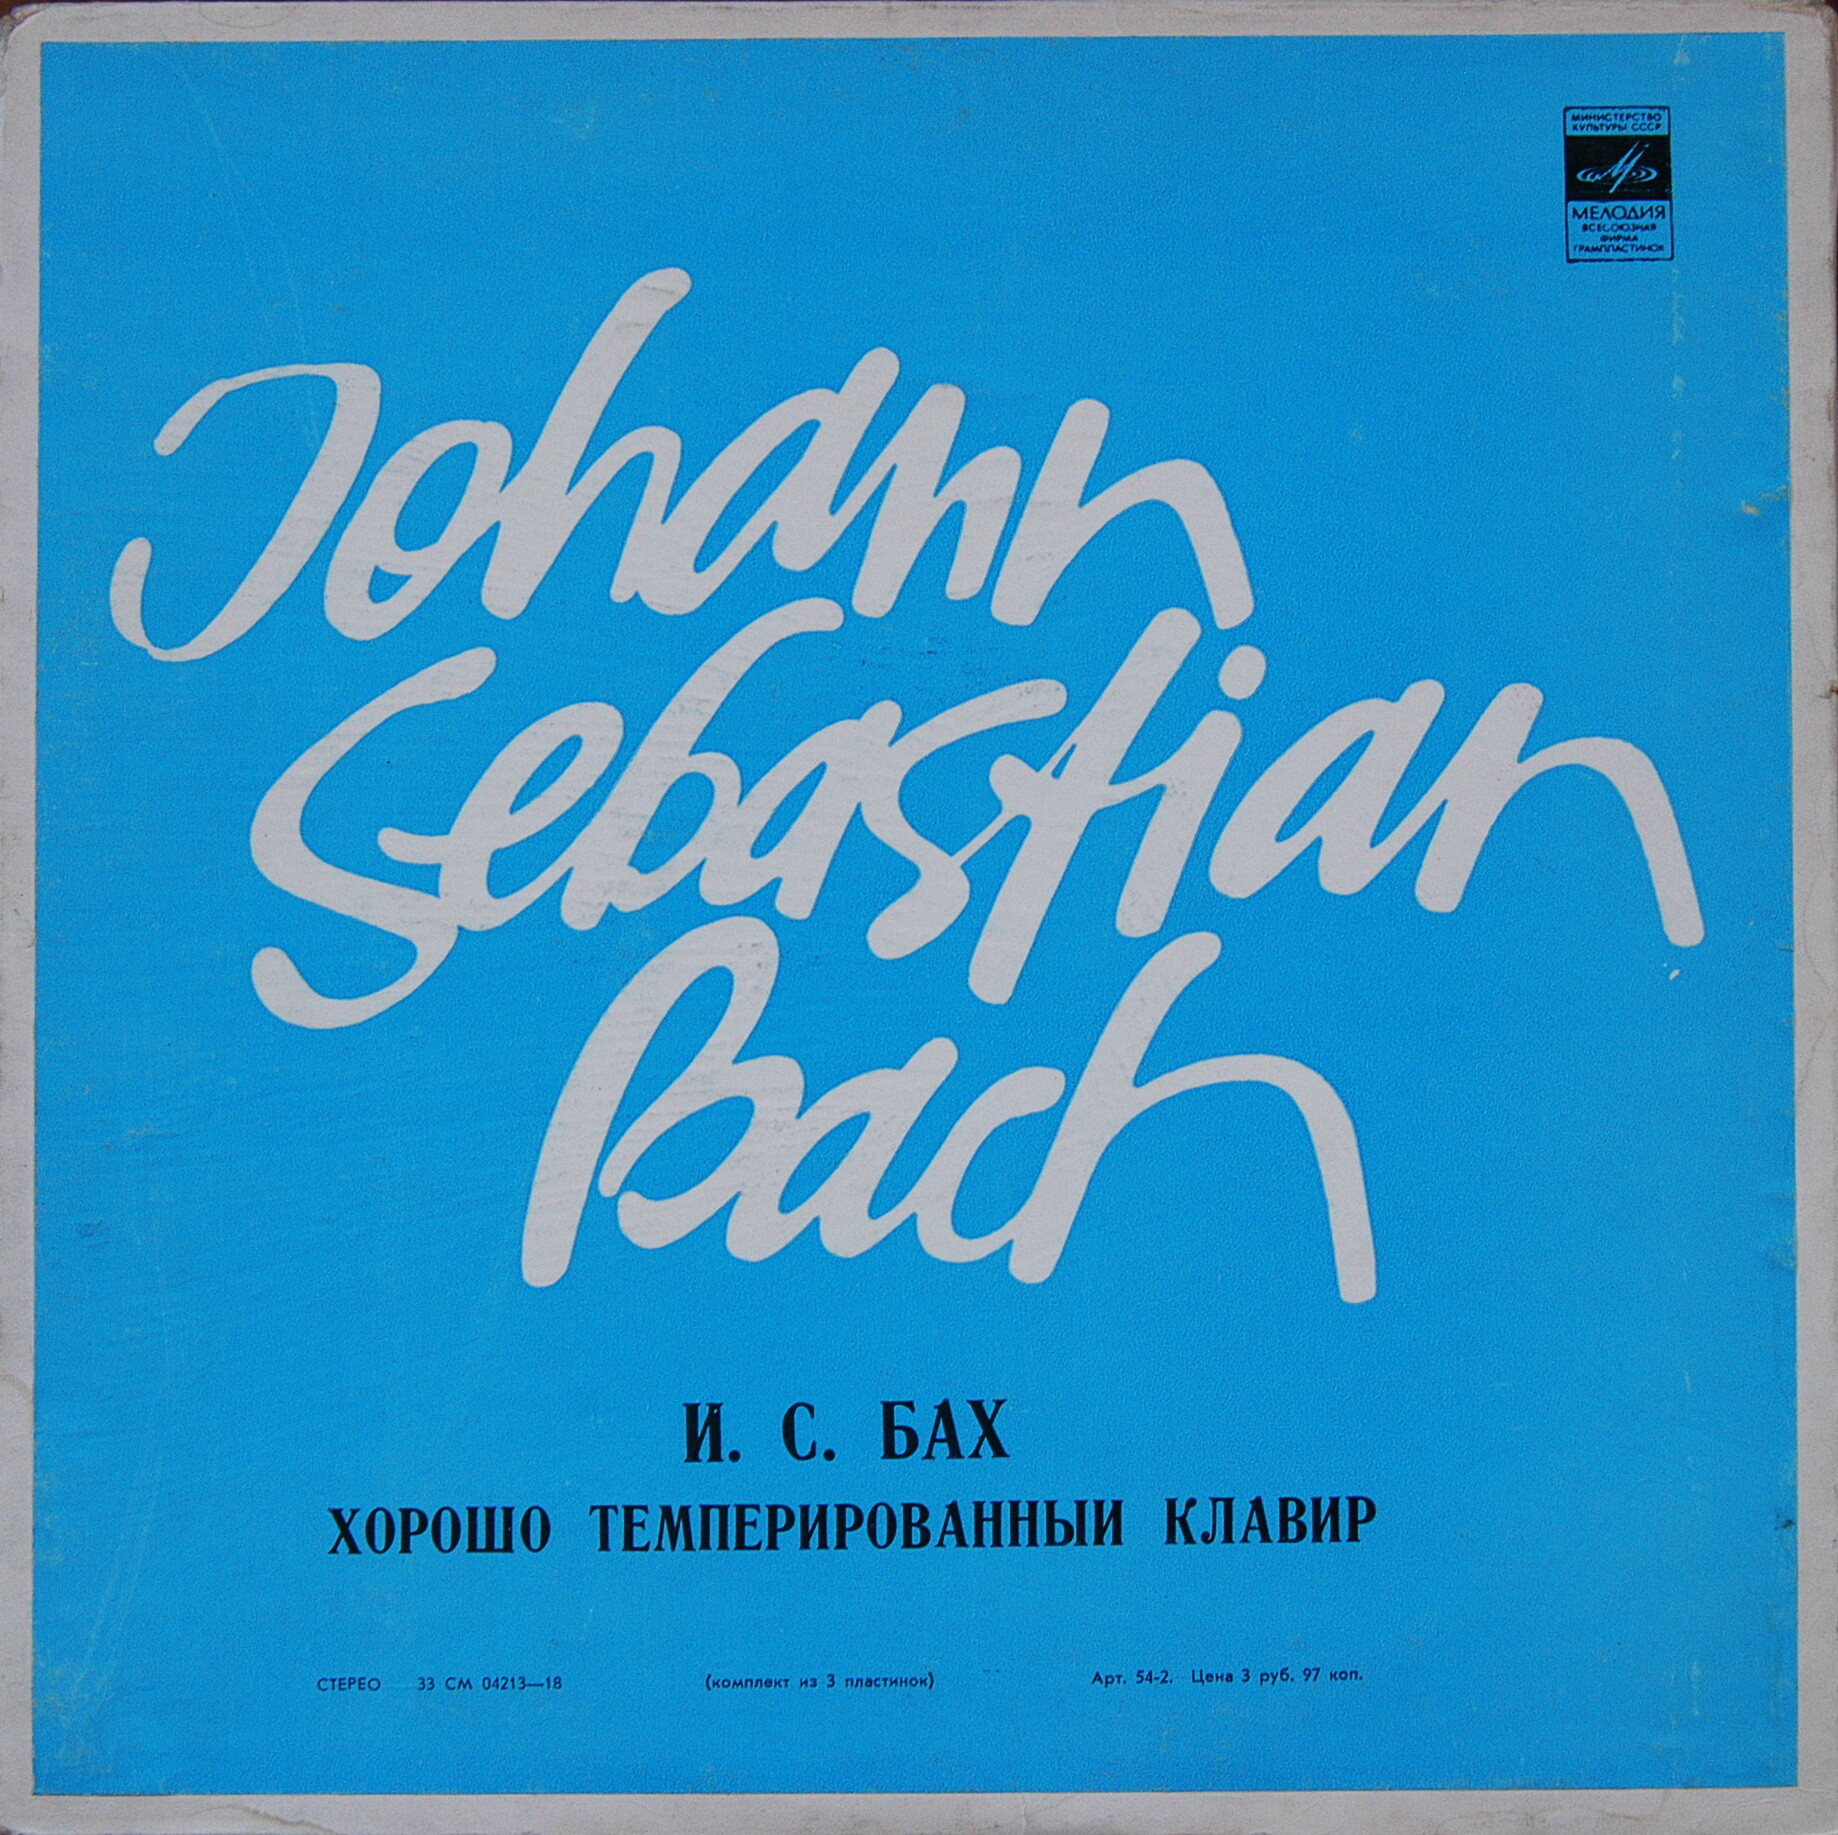 МИНИСТЕРСТВО
КУЛЬТУРЫ СССР
МЕЛОДИЯ
ВСЕСОЮЗНАЯ
ФИРМА
ГРАМПЛАСТИНОК
Johann
Sebastian
Bach
И. С. БАХ
ХОРОШО ТЕМПЕРИРОВАННЫИ КЛАВИР
СТЕРЕО 33 СМ 04213—18 (комплект из 3 пластинок) Арт. 54-2. Цена 3 руб. 97 коп.